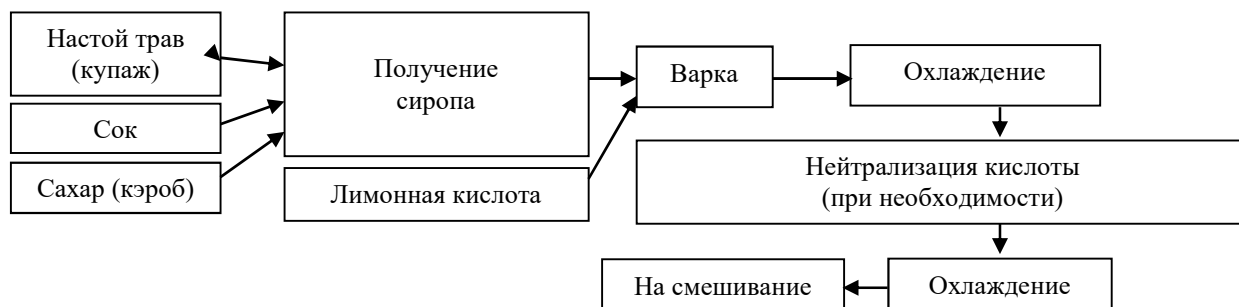 Настой трав
(купаж)
Сок
Сахар (кэроб)
Получение
сиропа
Лимонная кислота
Варка
Охлаждение
Нейтрализация кислоты
(при необходимости)
Охлаждение
На смешивание